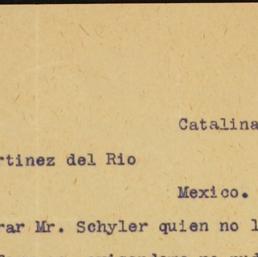 Catalina
rtinez del Rio
Mexico.
rar Mr. Schyler quien no l